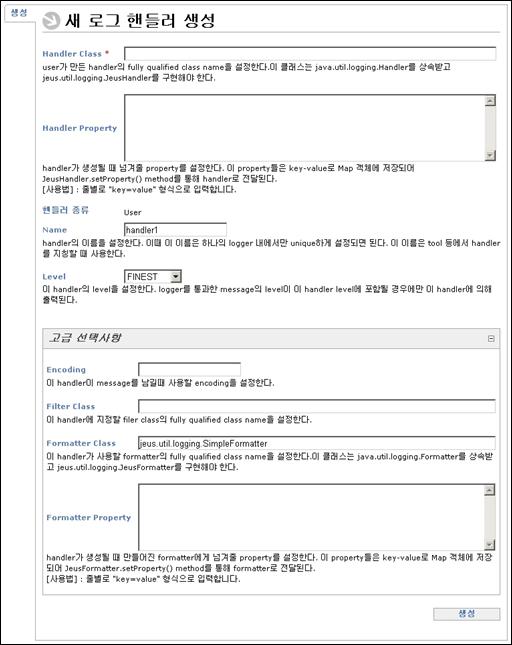 생성
새 로그 핸들러 생성
Handler Class *
user가 만든 handler의 fully qualified class name을 설정한다.이 클래스는 java.util.logging.Handler를 상속받고
jeus.util.logging.JeusHandler를 구현해야 한다.
Handler Property
handler가 생성될 때 넘겨줄 property를 설정한다. 이 property들은 key-value로 Map 객체에 저장되어
JeusHandler.setProperty() method를 통해 handler로 전달된다.
[사용법] : 줄별로 "key=value" 형식으로 입력합니다.
핸들러 종류 User
Name handler1
handler의 이름을 설정한다. 이때 이 이름은 하나의 logger 내에서만 unique하게 설정되면 된다. 이 이름은 tool 등에서 handler
를 지칭할 때 사용한다.
Level FINEST
이 handler의 level을 설정한다. logger를 통과한 message의 level이 이 handler level에 포함될 경우에만 이 handler에 의해
출력된다.
고급 선택사항
Encoding
이 handler이 message를 남길때 사용할 encoding을 설정한다.
Filter Class
이 handler에 지정할 filer class의 fully qualified class name을 설정한다.
Formatter Class jeus.util.logging.SimpleFormatter
이 handler가 사용할 formatter의 fully qualified class name을 설정한다.이 클래스는 java.util.logging.Formatter를 상속받
고 jeus.util.logging.JeusFormatter를 구현해야 한다.
Formatter Property
handler가 생성될 때 만들어진 formatter에게 넘겨줄 property를 설정한다. 이 property들은 key-value로 Map 객체에 저장
되어 JeusFormatter.setProperty() method를 통해 formatter로 전달된다.
[사용법] : 줄별로 "key=value" 형식으로 입력합니다.
생성